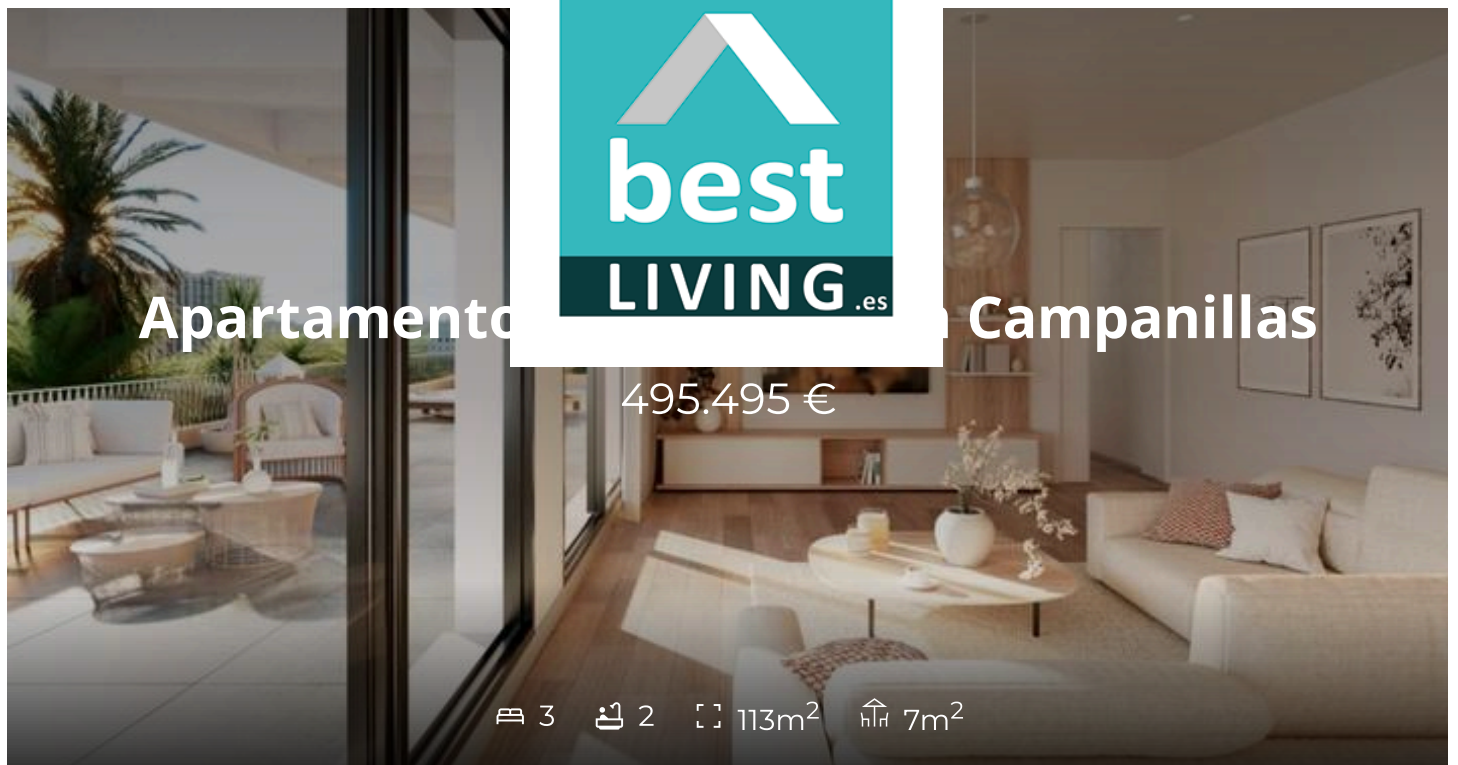 best
LIVING.es
Apartamento Campanillas
495.495 €
3 2 113m² 7m²